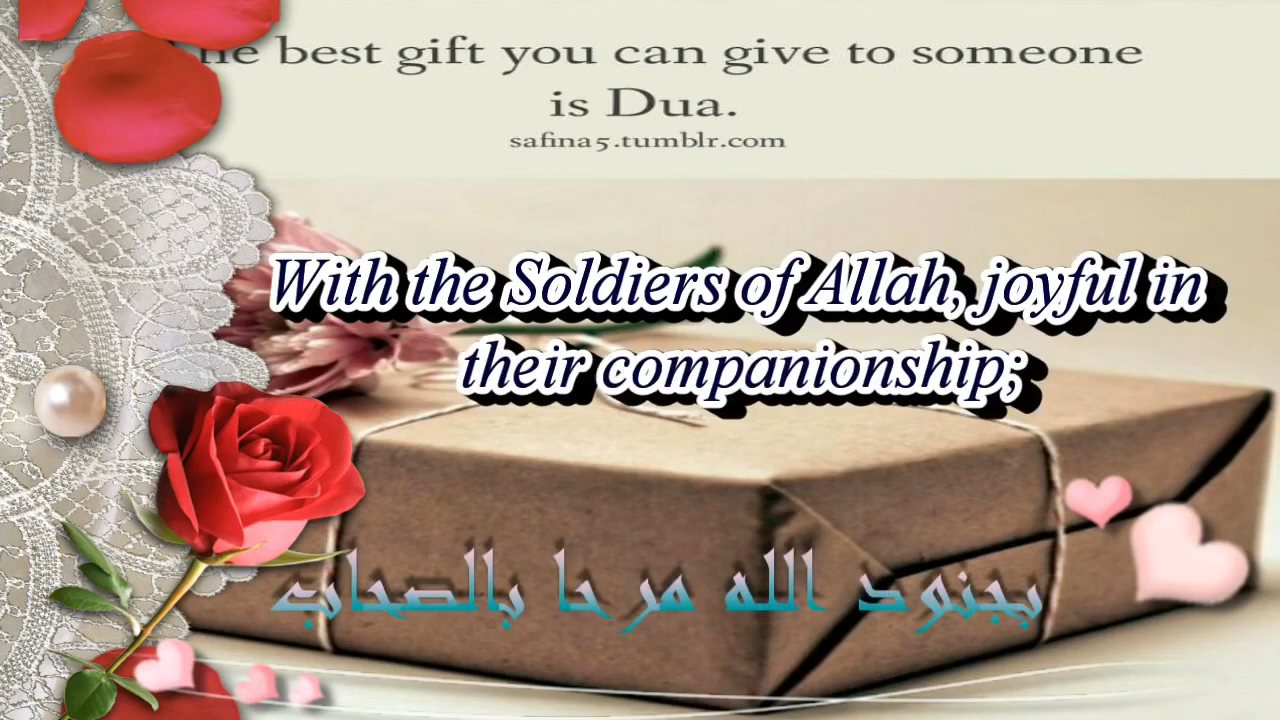 The best gift you can give to someone
is Dua.
safina5.tumblr.com
With the Soldiers of Allah, joyful in
their companionship;
بجنود الله مرحا بالصحاب